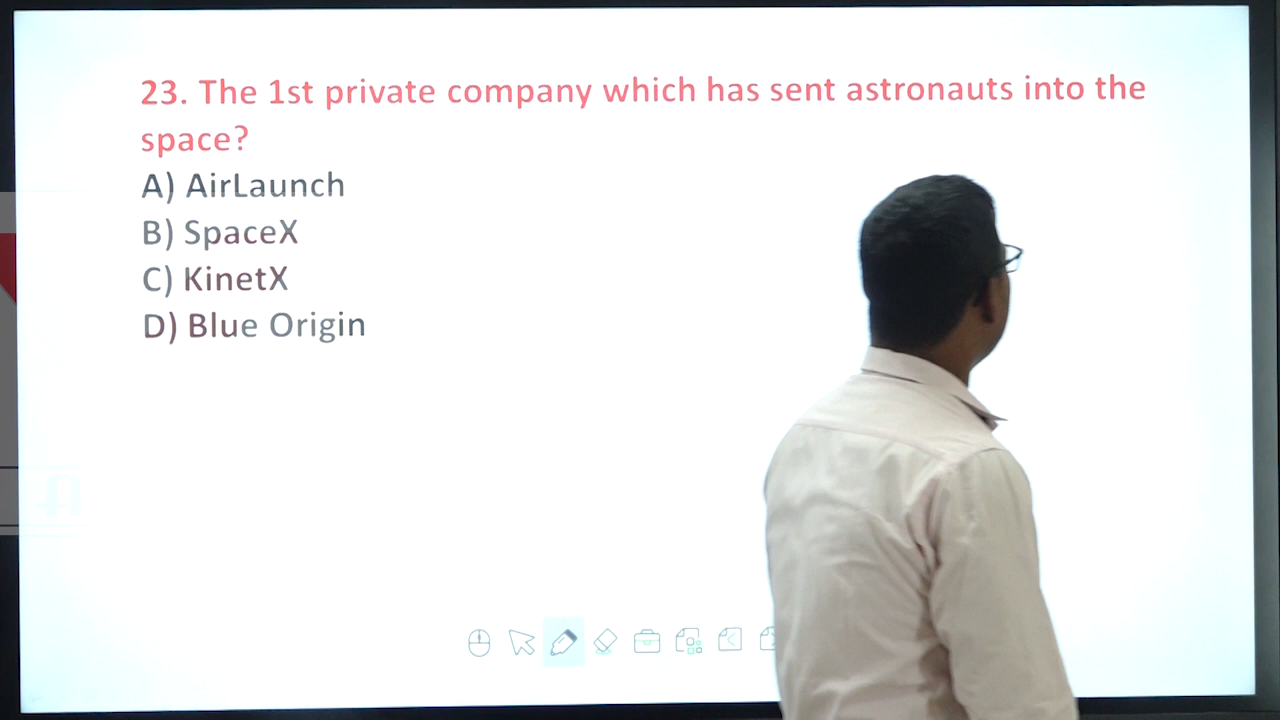 23. The 1st private company which has sent astronauts into the
space?
A) AirLaunch
B) SpaceX
C) KinetX
D) Blue Origin